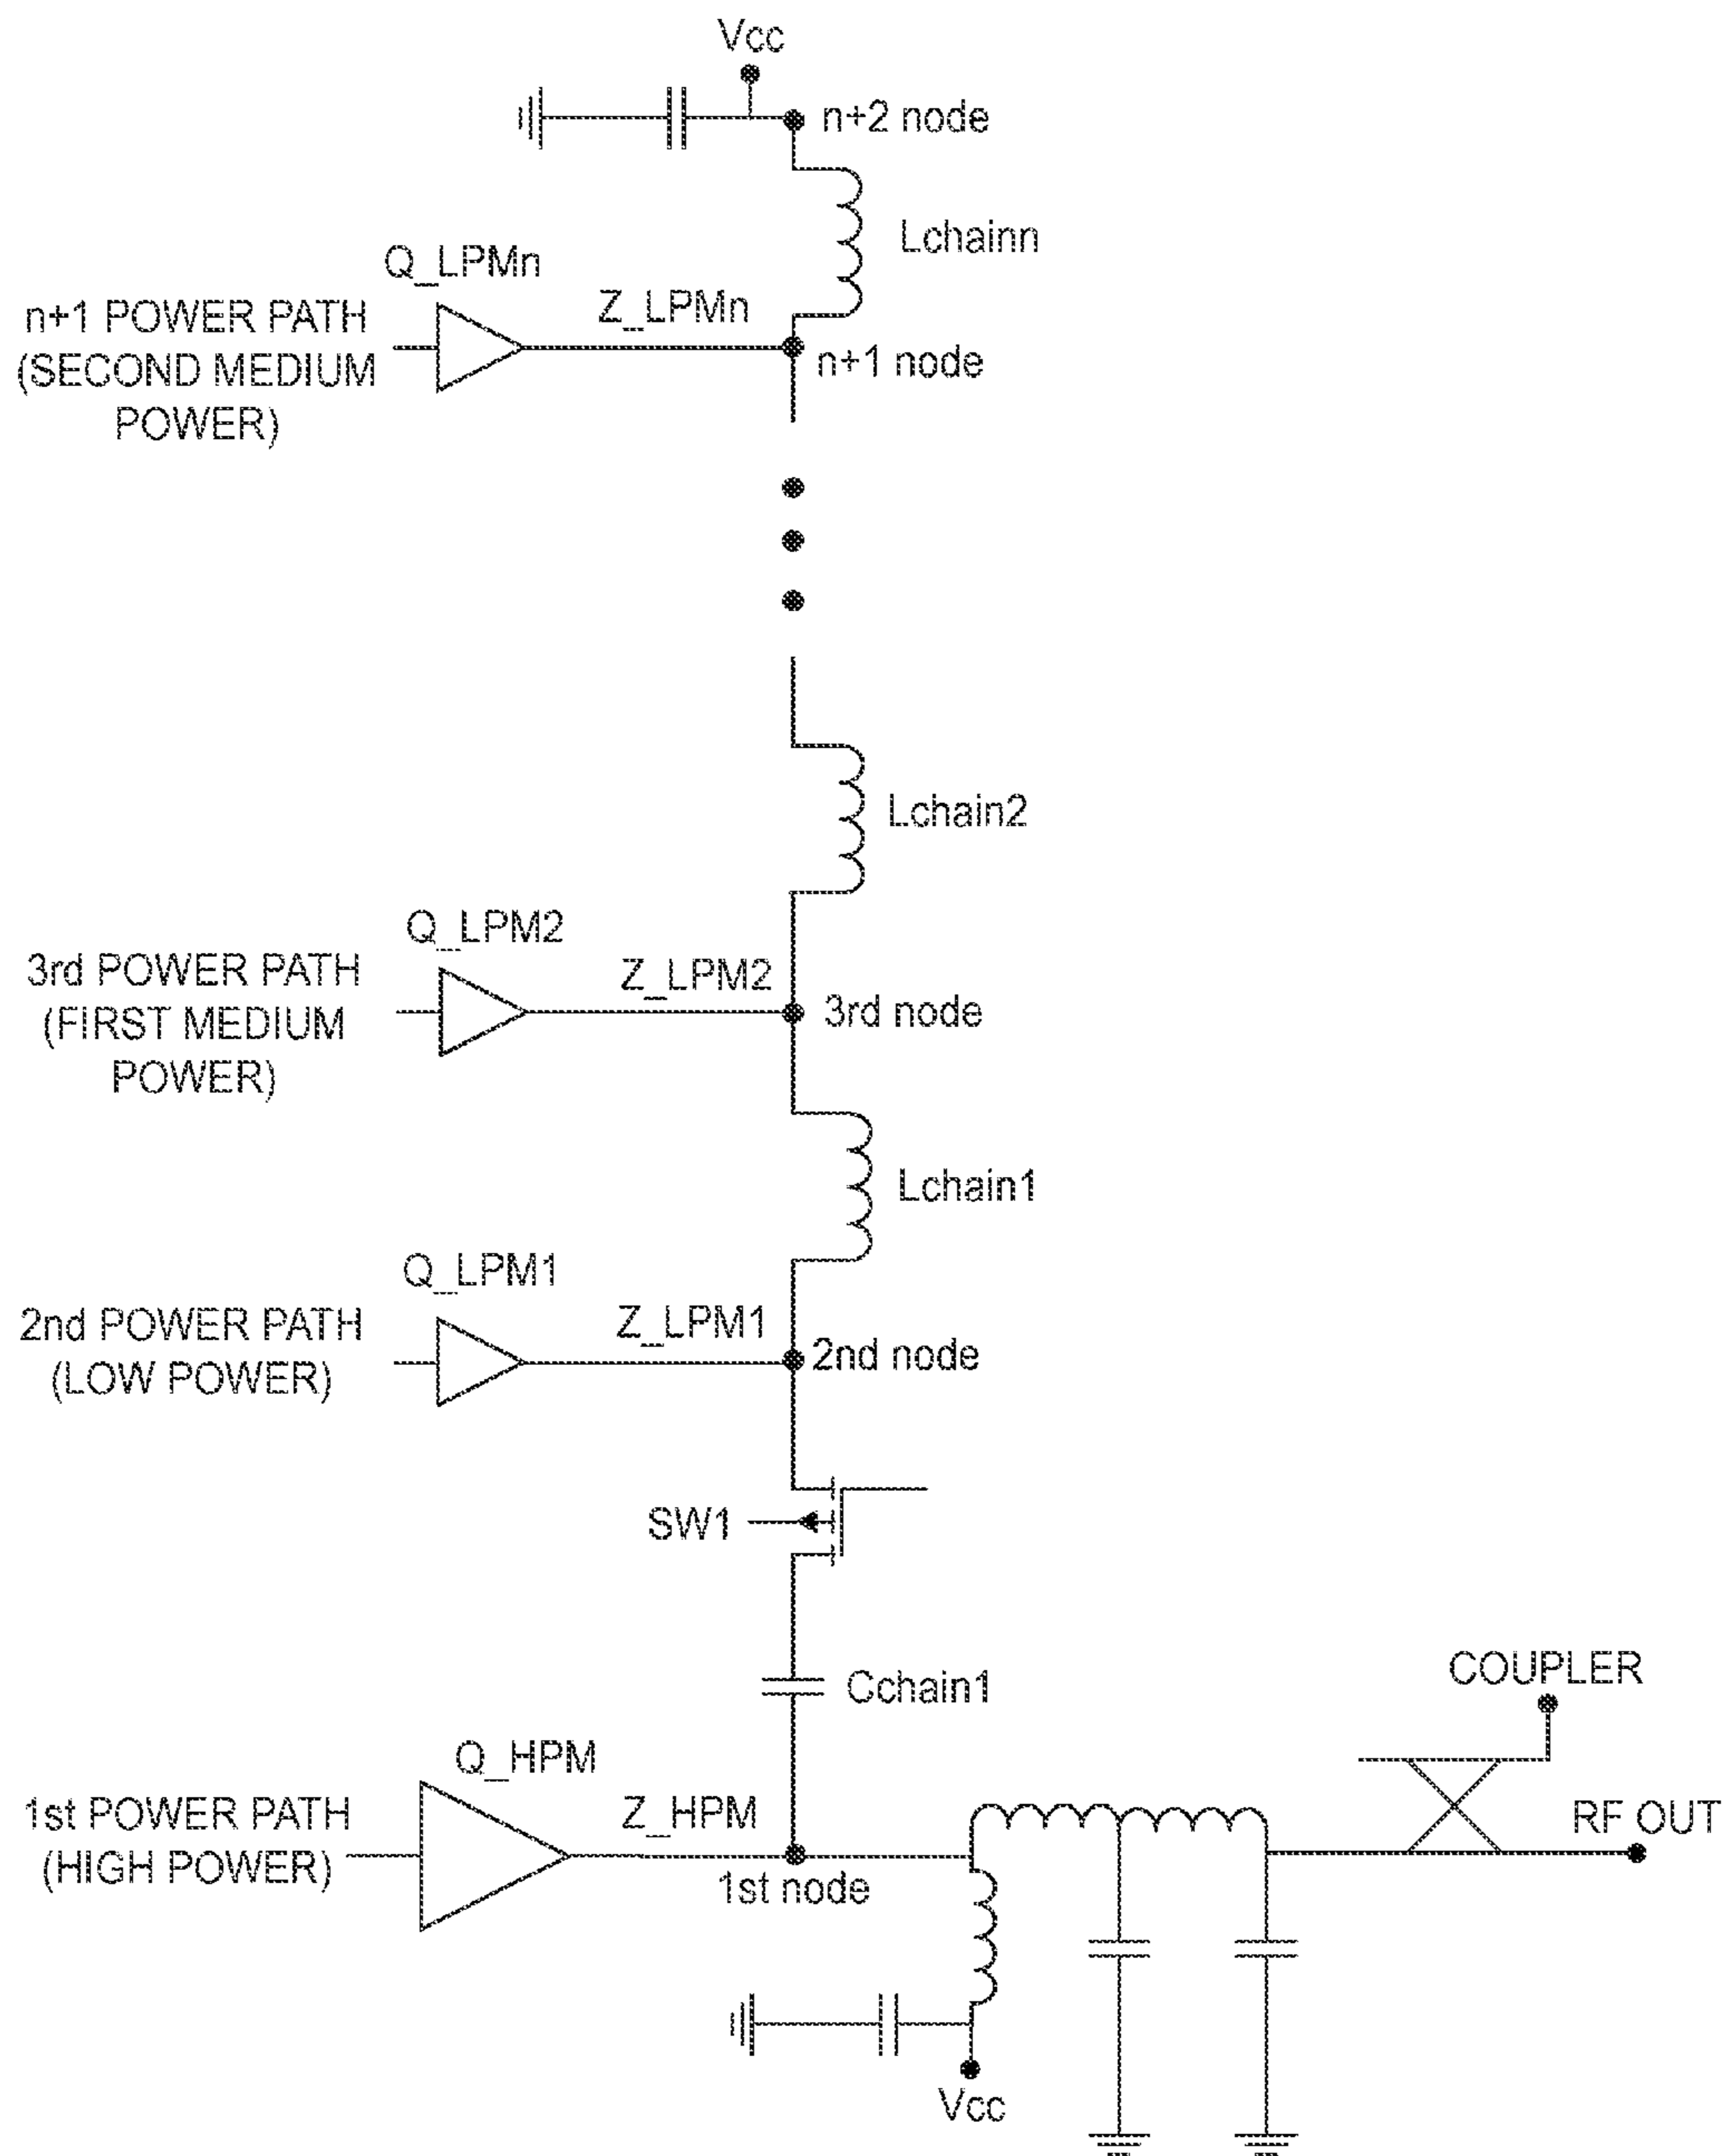 Vcc
n+2 node
Lchainn
Q_LPMn
n+1 POWER PATH
(SECOND MEDIUM
POWER)
Z_LPMn
n+1 node
Lchain2
Q_LPM2
3rd POWER PATH
(FIRST MEDIUM
POWER)
Z_LPM2
3rd node
Lchain1
Q_LPM1
2nd POWER PATH
(LOW POWER)
Z_LPM1
2nd node
SW1
Cchain1
COUPLER
Q_HPM
1st POWER PATH
(HIGH POWER)
Z_HPM
1st node
RF OUT
Vcc